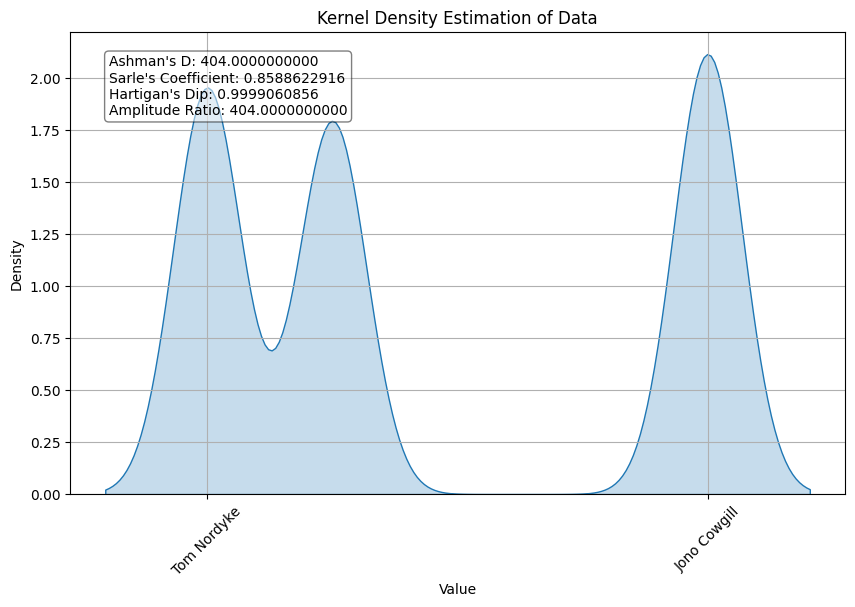 Kernel Density Estimation of Data
Ashman's D: 404.0000000000
Sarle's Coefficient: 0.8588622916
Hartigan's Dip: 0.9999060856
Amplitude Ratio: 404.0000000000
2.00
1.75
1.50
1.25
1.00
0.75
0.50
0.25
0.00
Density
Tom Nordyke
Jono Cowgill
Value